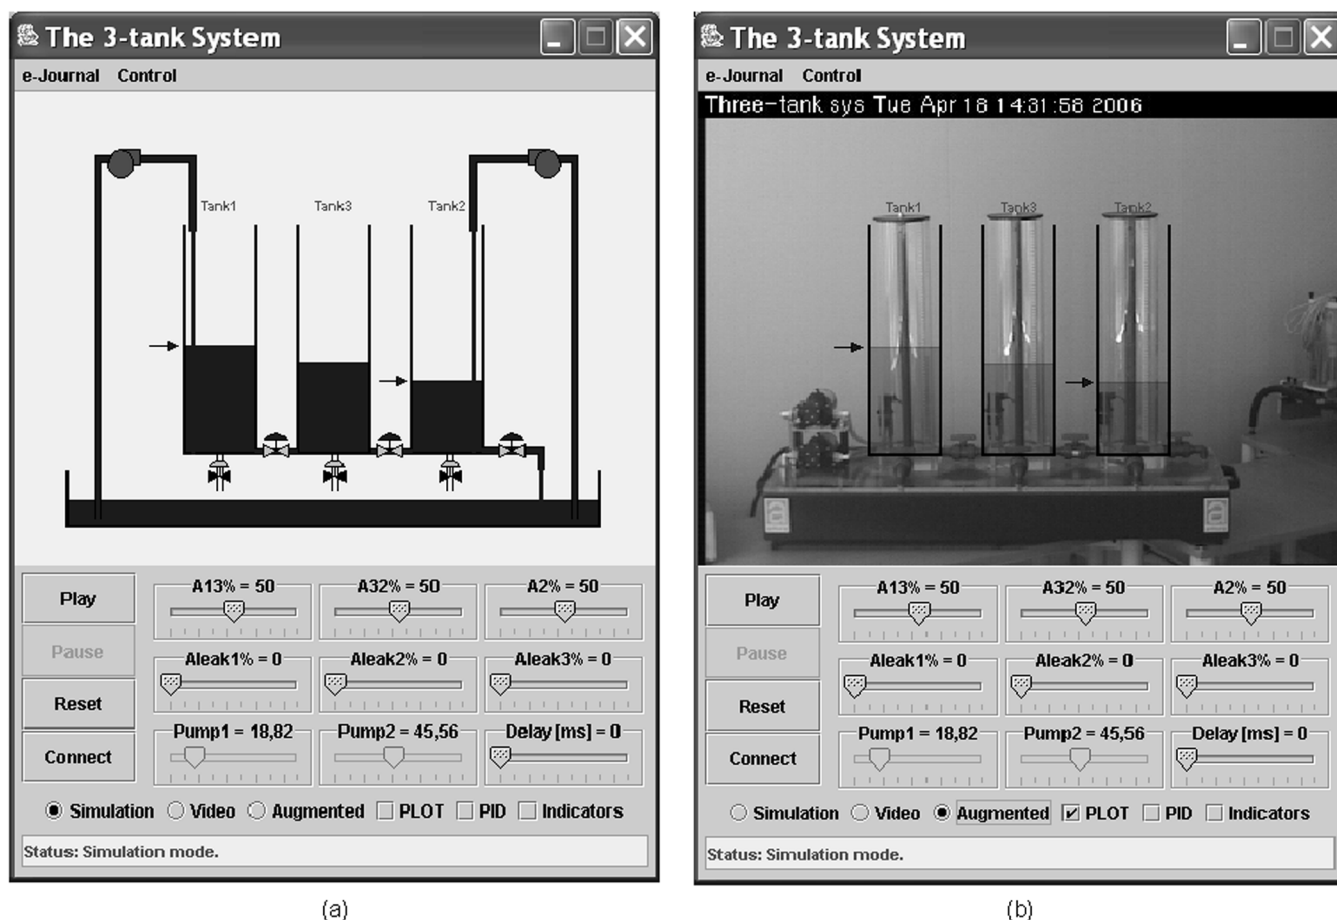 The 3-tank System
e-Journal Control
Tank1 Tank3 Tank2
Play
Pause
Reset
Connect
A13% = 50 A32% = 50 A2% = 50
Aleak1% = 0 Aleak2% = 0 Aleak3% = 0
Pump1 = 18,82 Pump2 = 45,56 Delay [ms] = 0
Simulation Video Augmented PLOT PID Indicators
Status: Simulation mode.
(a)
The 3-tank System
e-Journal Control
Three-tank sys Tue Apr 18 14:31:58 2006
Tank1 Tank3 Tank2
Play
Pause
Reset
Connect
A13% = 50 A32% = 50 A2% = 50
Aleak1% = 0 Aleak2% = 0 Aleak3% = 0
Pump1 = 18,82 Pump2 = 45,56 Delay [ms] = 0
Simulation Video Augmented PLOT PID Indicators
Status: Simulation mode.
(b)